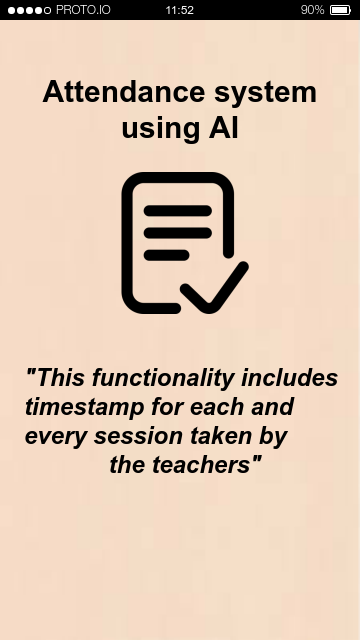 PROTO.IO 11:52 90%
Attendance system
using AI
"This functionality includes
timestamp for each and
every session taken by
the teachers"